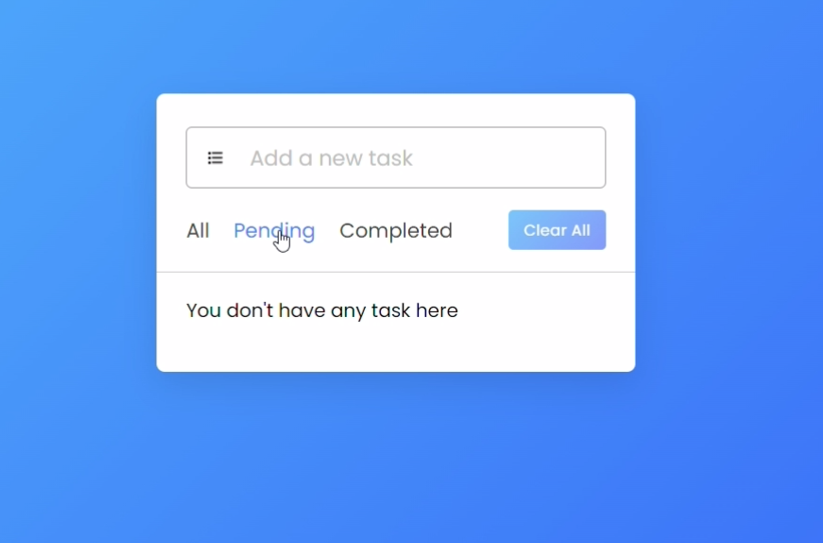 Add a new task
All Pending Completed Clear All
You don't have any task here